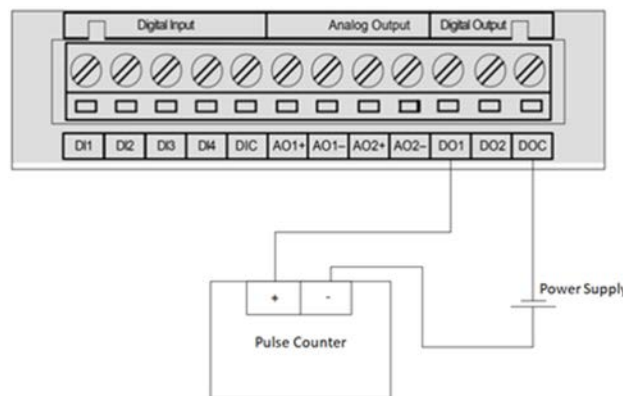 Digital Input Analog Output Digital Output
DI1 DI2 DI3 DI4 DIC AO1+ AO1– AO2+ AO2– DO1 DO2 DOC
+ -
Power Supply
Pulse Counter